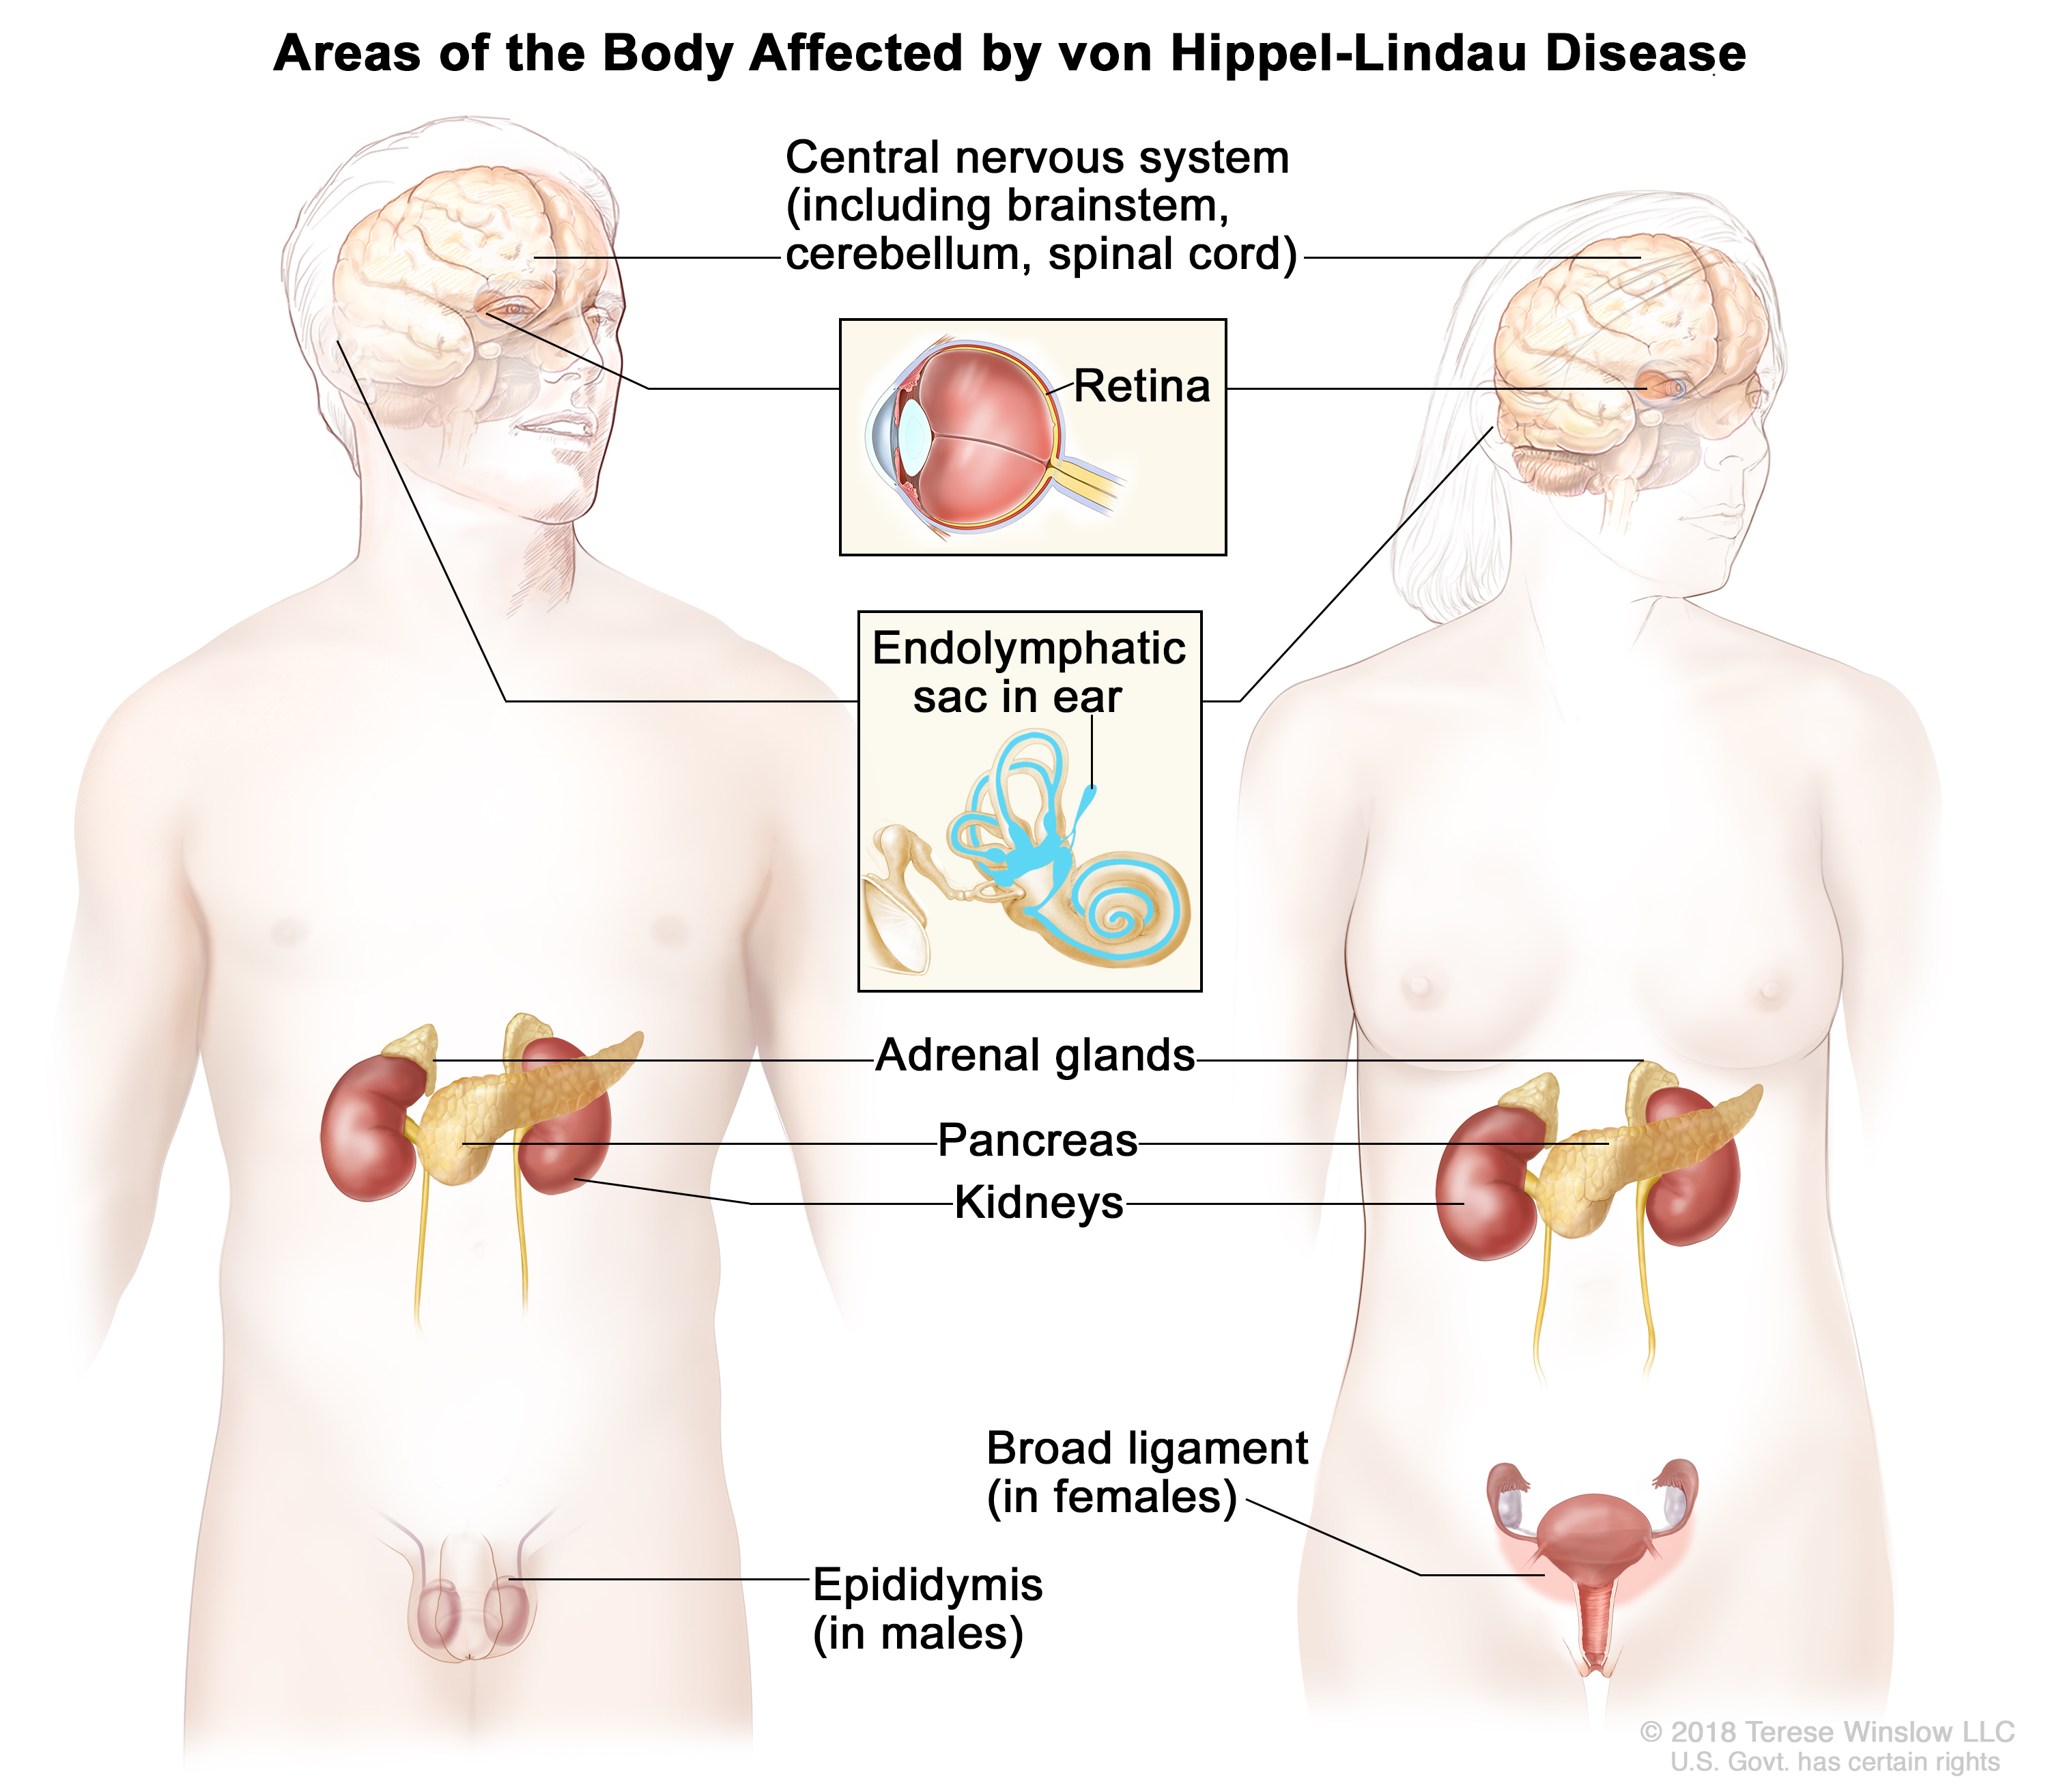 Areas of the Body Affected by von Hippel-Lindau Disease
Central nervous system
(including brainstem,
cerebellum, spinal cord)
Retina
Endolymphatic
sac in ear
Adrenal glands
Pancreas
Kidneys
Broad ligament
(in females)
Epididymis
(in males)
© 2018 Terese Winslow LLC
U.S. Govt. has certain rights